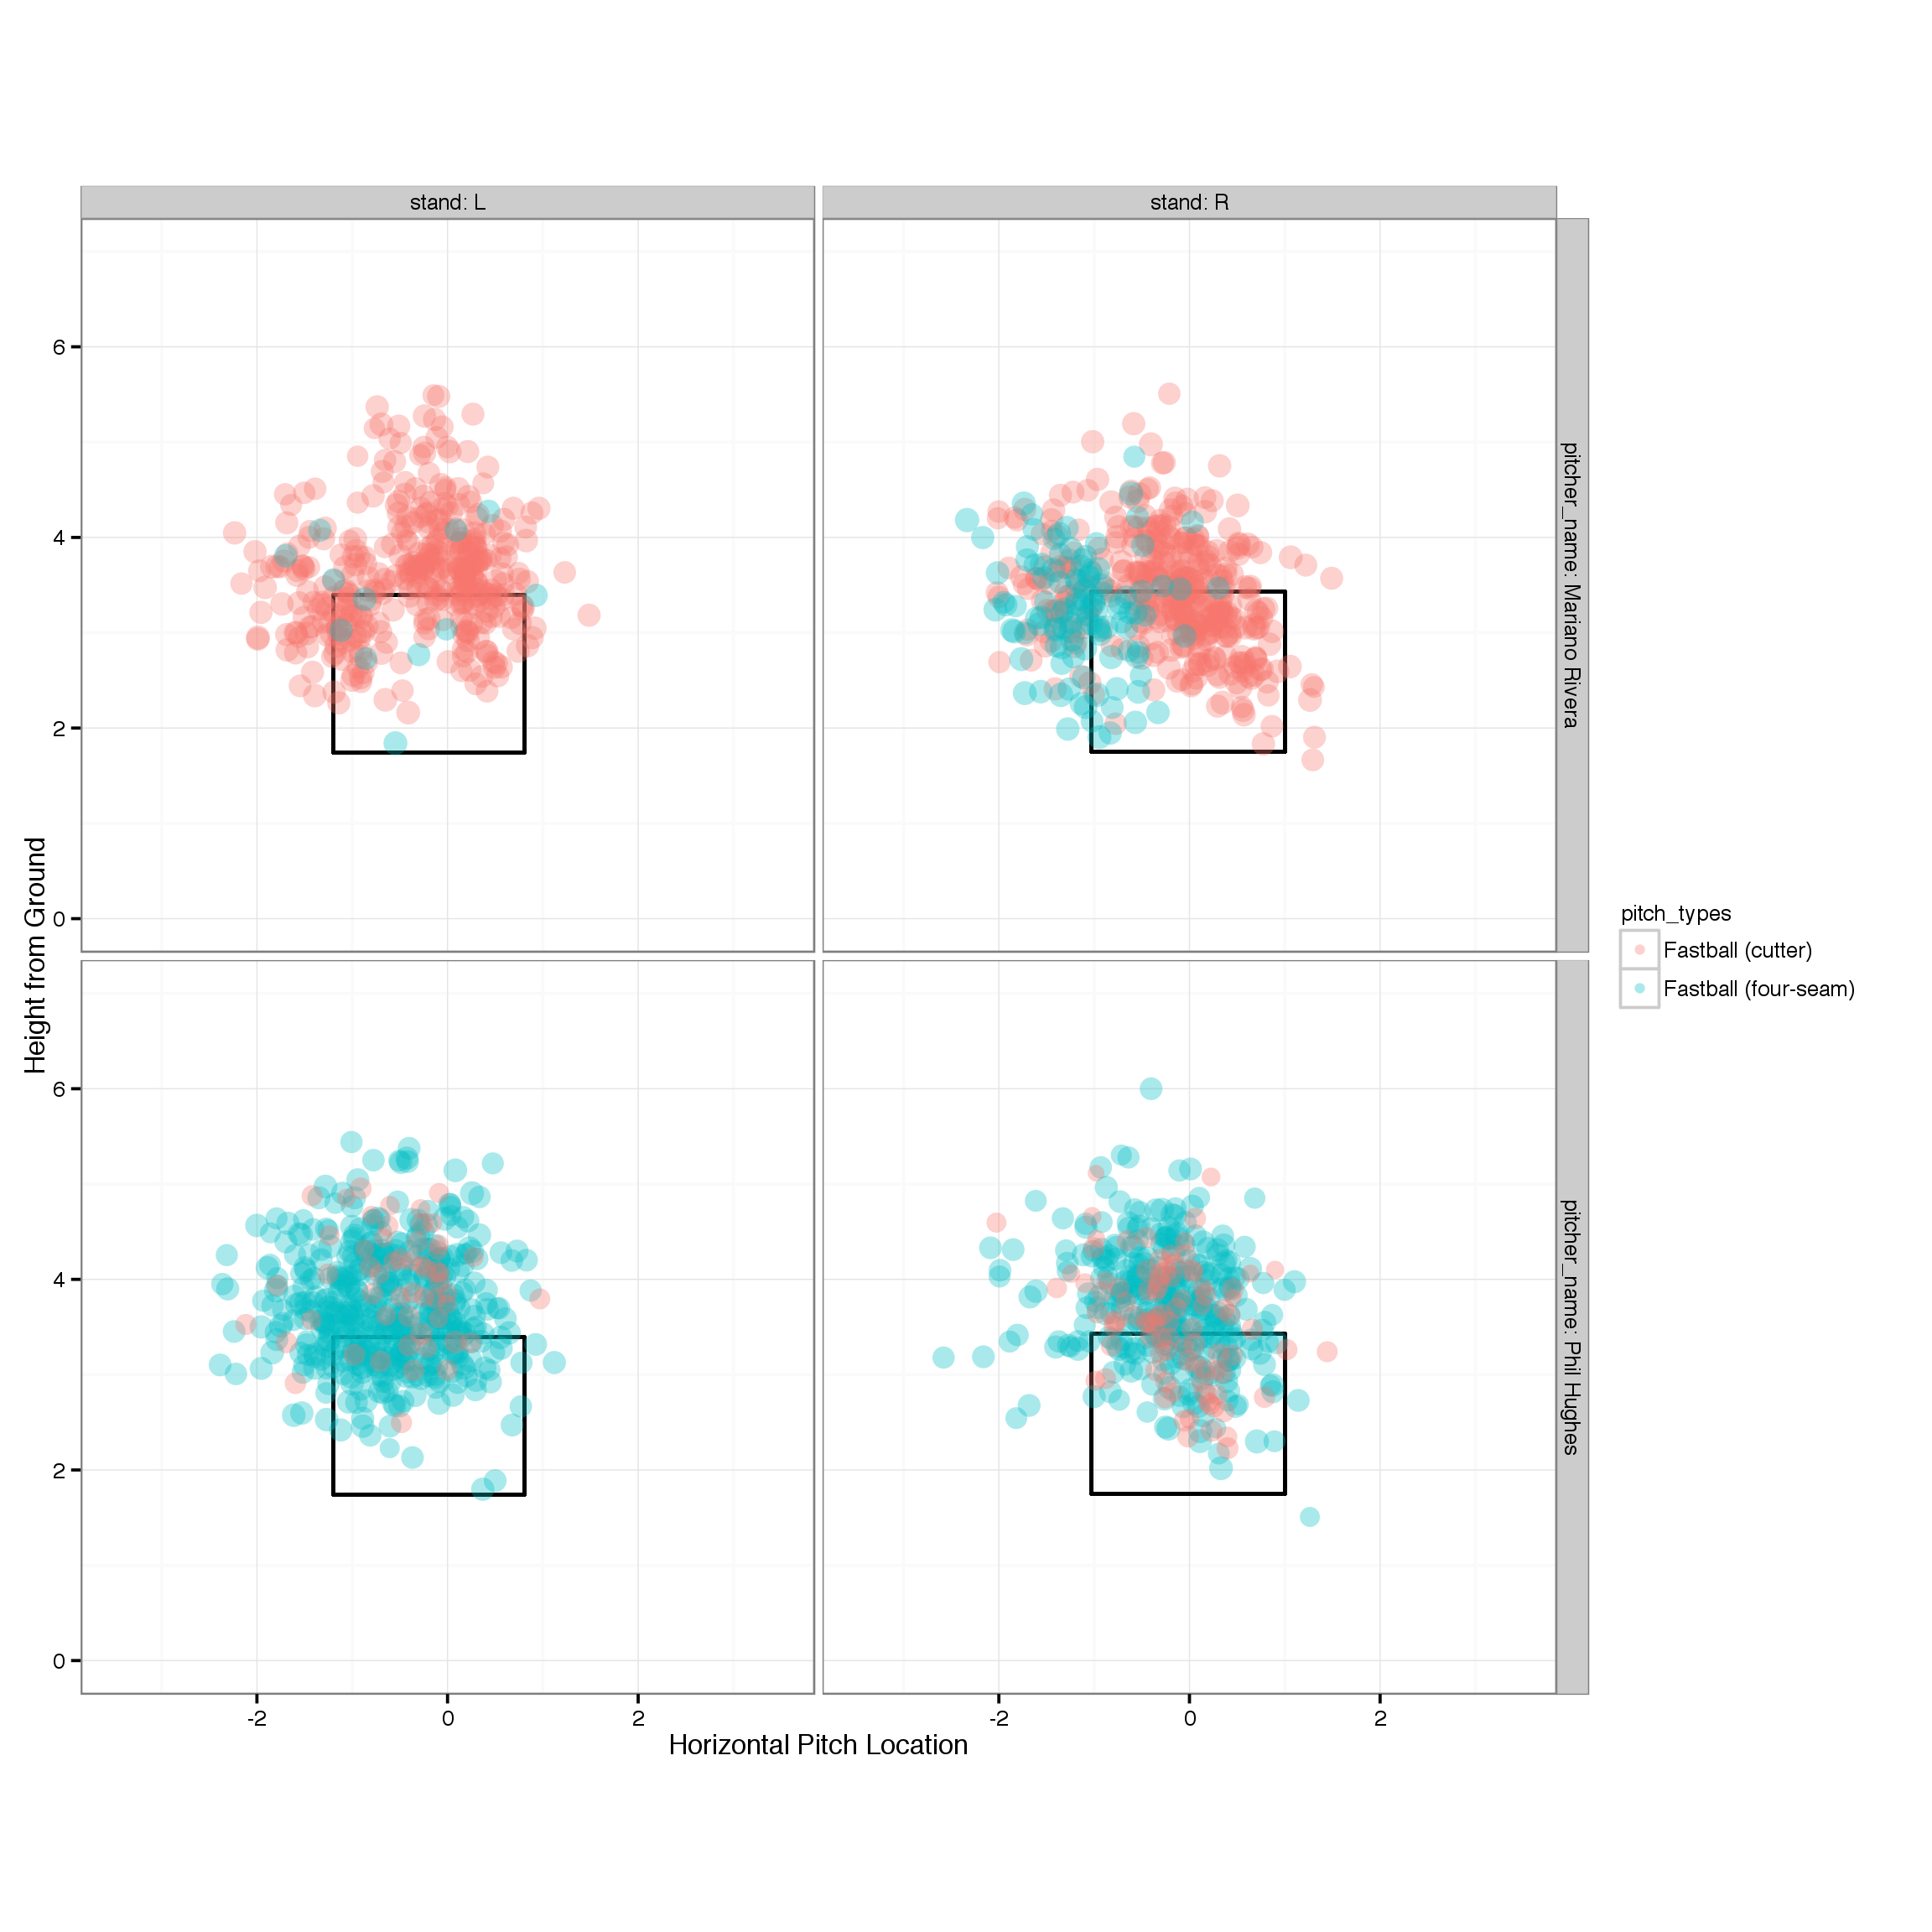 stand: L
stand: R
6
4
2
0
pitcher_name: Mariano Rivera
Height from Ground
pitch_types
Fastball (cutter)
Fastball (four-seam)
6
4
2
0
pitcher_name: Phil Hughes
-2
0
2
-2
0
2
Horizontal Pitch Location